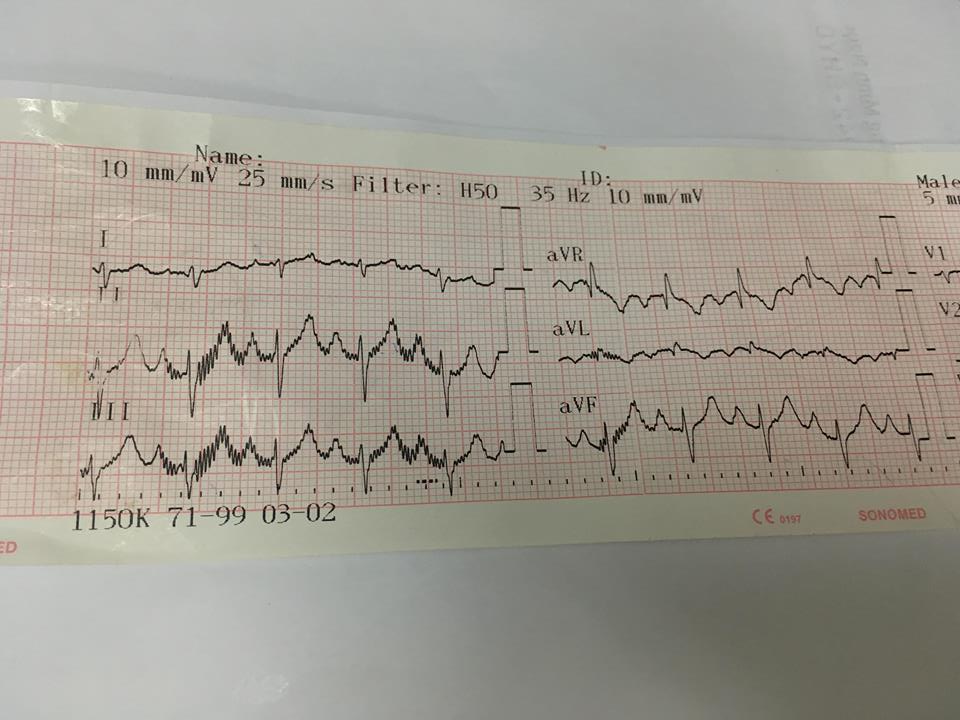 Name:
ID:
Male
10 mm/mV 25 mm/s Filter: H50 35 Hz 10 mm/mV
I
aVR
V1
II
aVL
V2
III
aVF
1150K 71-99 03-02
CE 0197
SONOMED
ED